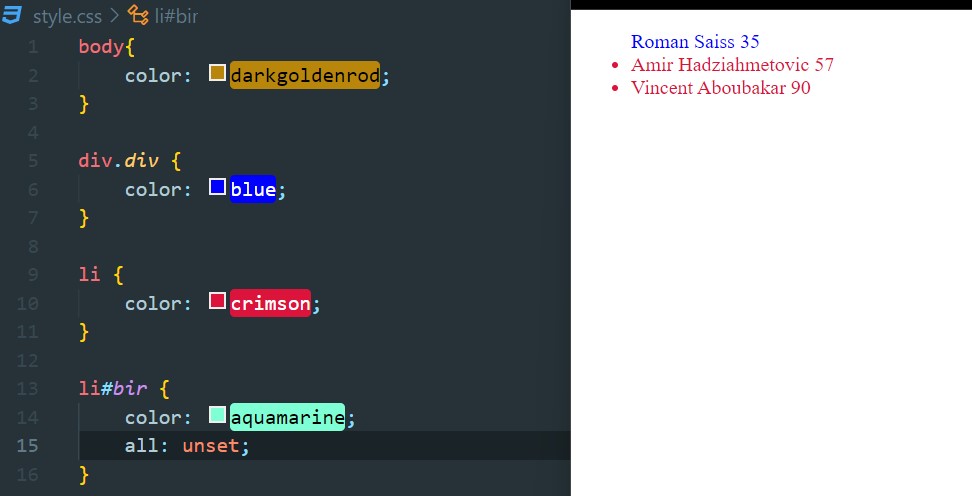 style.css > li#bir
1 body{
2 color: darkgoldenrod;
3 }
4
5 div.div {
6 color: blue;
7 }
8
9 li {
10 color: crimson;
11 }
12
13 li#bir {
14 color: aquamarine;
15 all: unset;
16 }
Roman Saiss 35
• Amir Hadziahmetovic 57
• Vincent Aboubakar 90